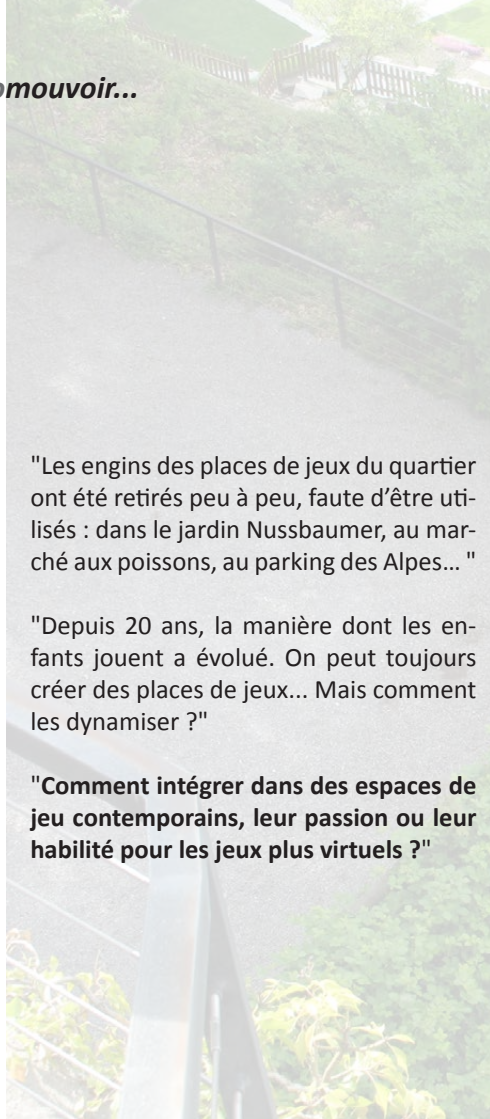 omouvoir...
"Les engins des places de jeux du quartier
ont été retirés peu à peu, faute d’être uti-
lisés : dans le jardin Nussbaumer, au mar-
ché aux poissons, au parking des Alpes... "
"Depuis 20 ans, la manière dont les en-
fants jouent a évolué. On peut toujours
créer des places de jeux... Mais comment
les dynamiser ?"
"Comment intégrer dans des espaces de
jeu contemporains, leur passion ou leur
habilité pour les jeux plus virtuels ?"